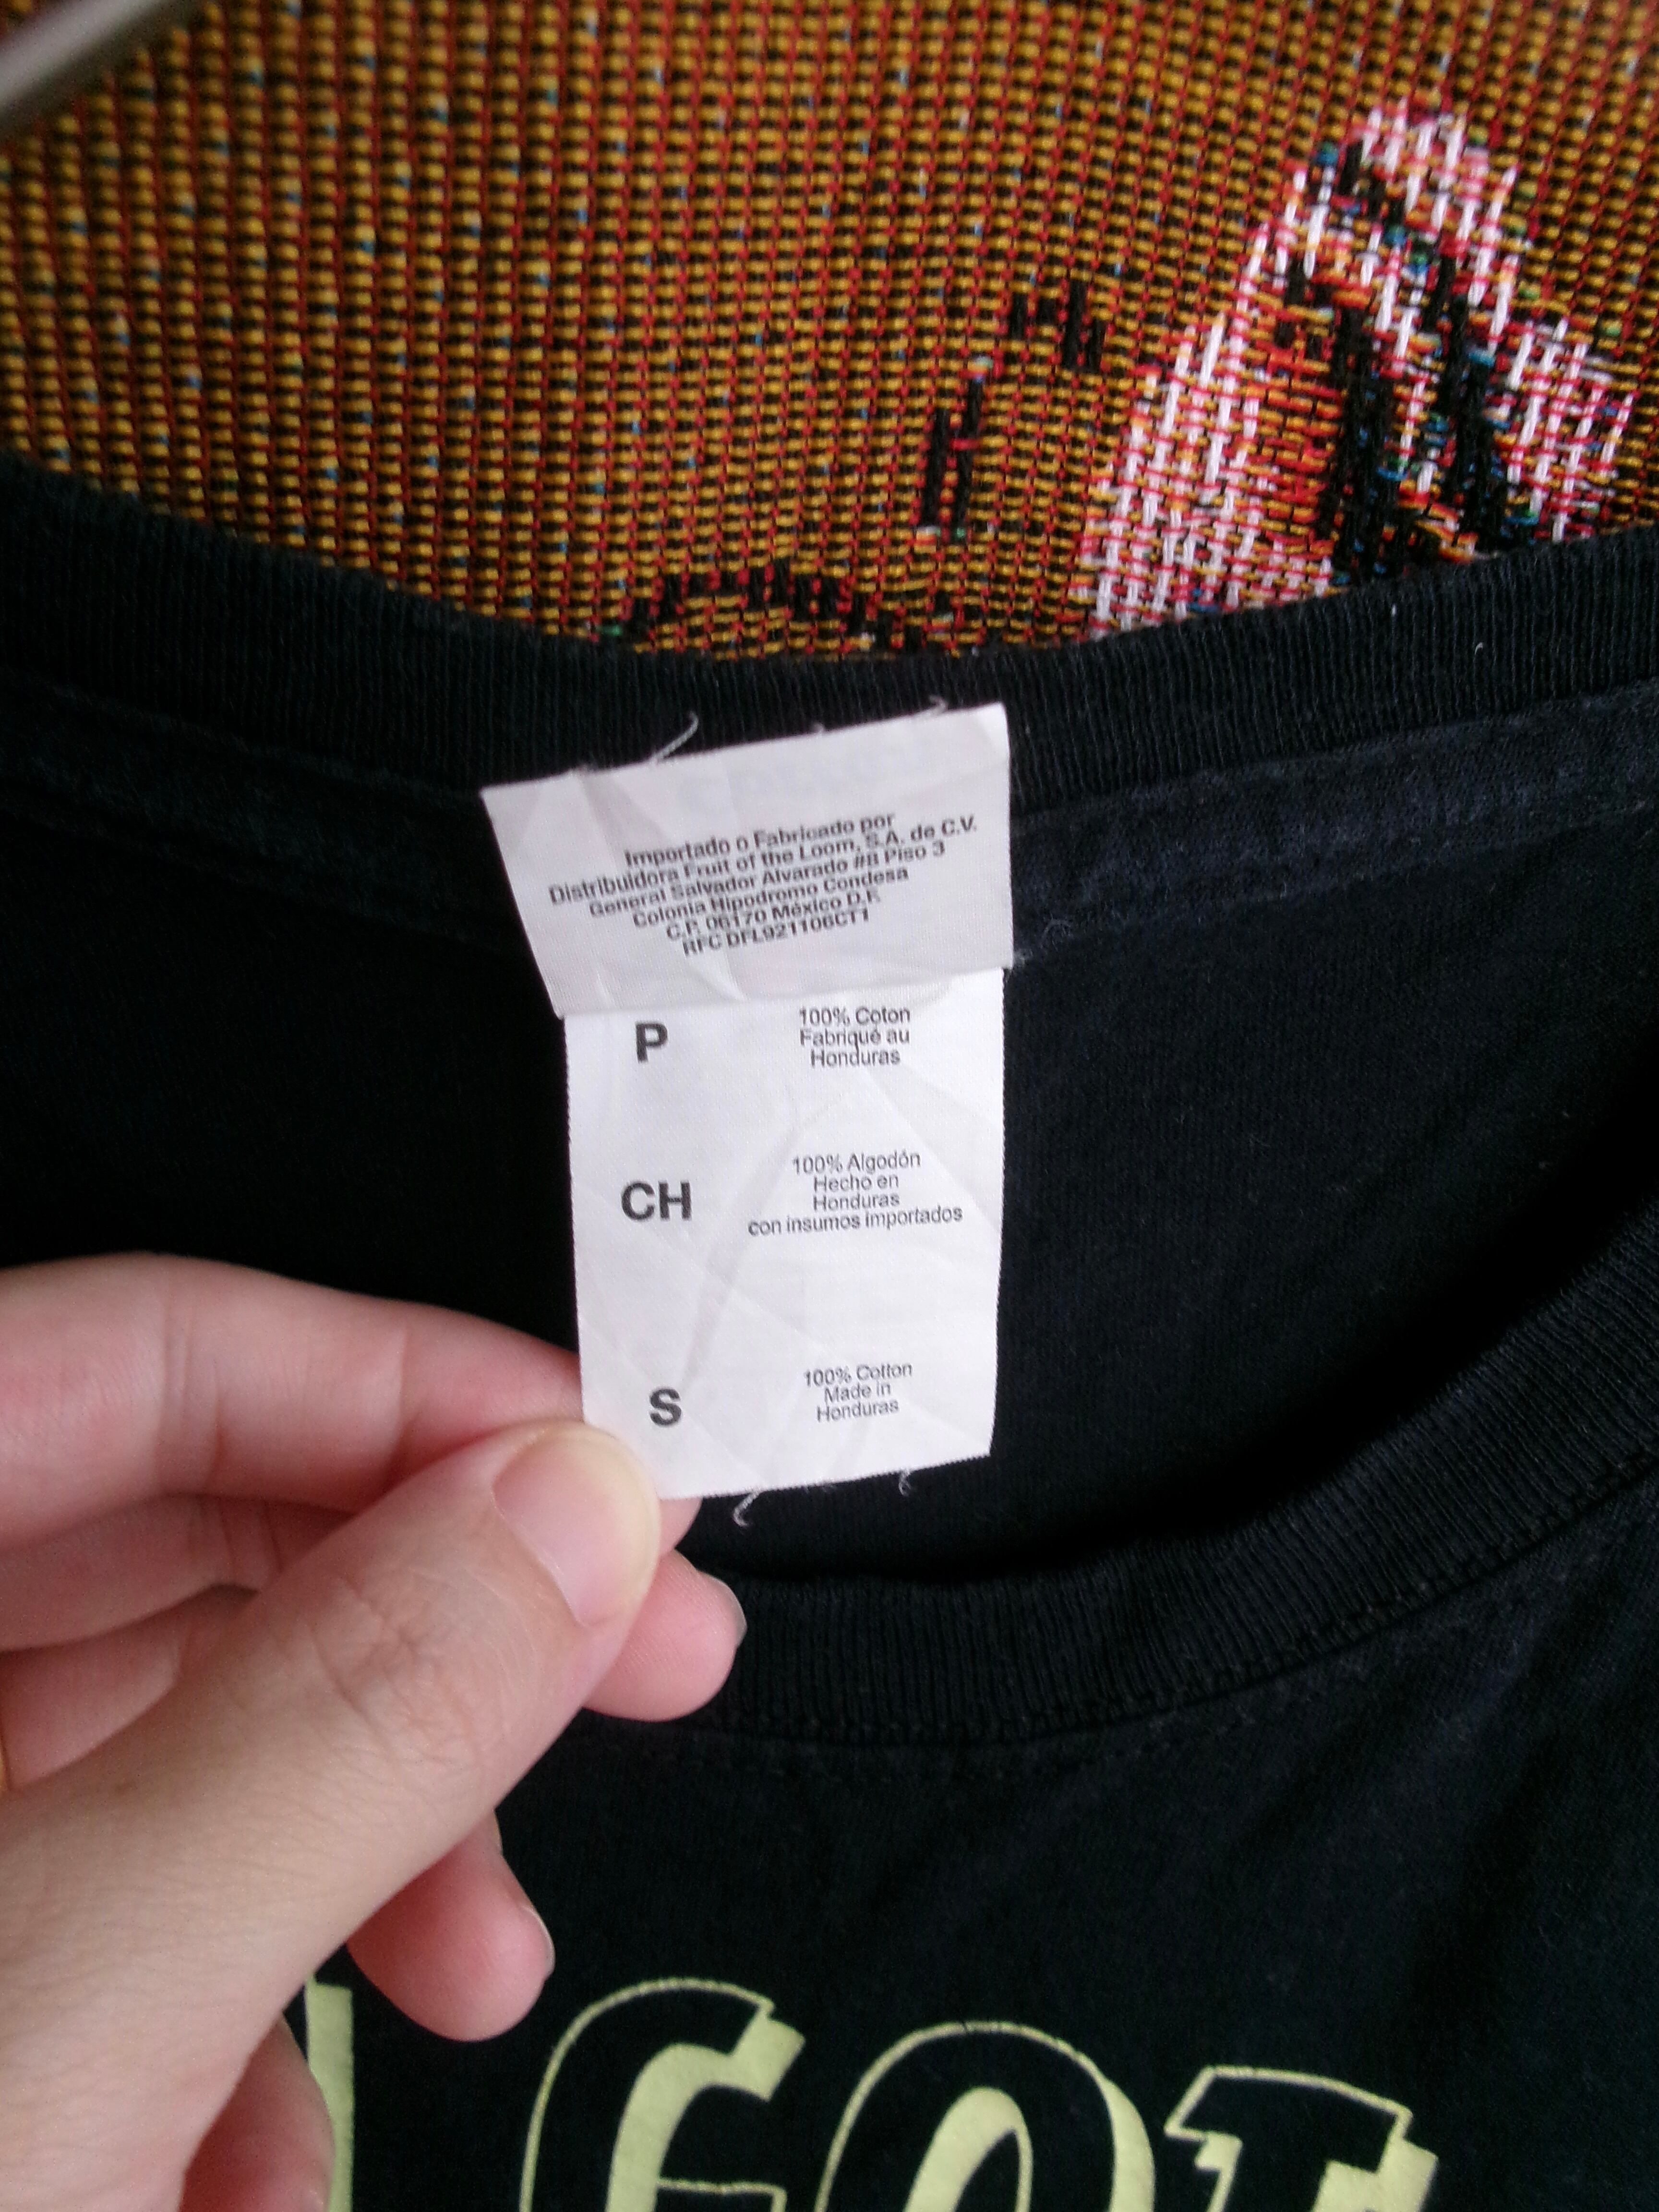 Importado o Fabricado por
Distribuidora Fruit of the Loom, S.A. de C.V.
General Salvador Alvarado #8 Piso 3
Colonia Hipodromo Condesa
C.P. 06170 México D.F.
RFC DFL921106CT1
P
100% Coton
Fabriqué au
Honduras
CH
100% Algodón
Hecho en
Honduras
con insumos importados
S
100% Cotton
Made in
Honduras
GOT